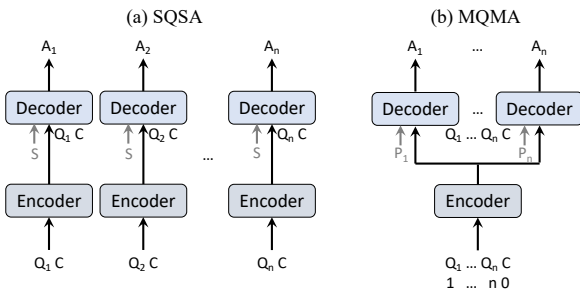 (a) SQSA (b) MQMA
A1 A2 An A1 ... An
Decoder Decoder Decoder Decoder ... Decoder
Q1 C Q2 C Qn C Q1 ... Qn C
S S ... S P1 Pn
Encoder Encoder Encoder Encoder
Q1 C Q2 C Qn C Q1 ... Qn C
1 ... n 0